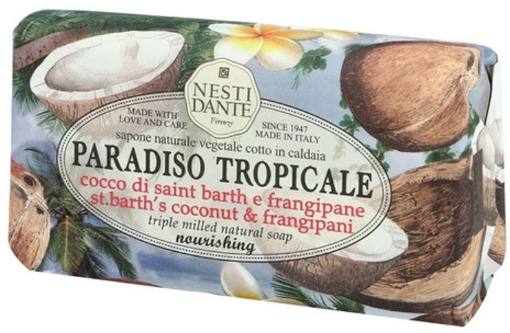 NESTI
DANTE
Firenze
MADE WITH
LOVE AND CARE
SINCE 1947
MADE IN ITALY
sapone naturale vegetale cotto in caldaia
PARADISO TROPICALE
cocco di saint barth e frangipane
st.barth's coconut & frangipani
triple milled natural soap
nourishing